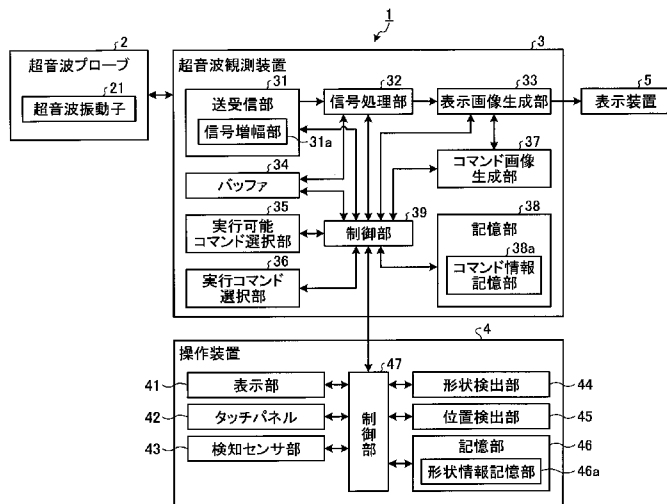 1
2
超音波プローブ
21
超音波振動子
3
超音波観測装置
31
送受信部
信号増幅部
31a
32
信号処理部
33
表示画像生成部
5
表示装置
34
バッファ
35
実行可能
コマンド選択部
36
実行コマンド
選択部
37
コマンド画像
生成部
38
記憶部
38a
コマンド情報
記憶部
39
制御部
4
操作装置
41
表示部
42
タッチパネル
43
検知センサ部
47
制御部
形状検出部
44
位置検出部
45
記憶部
46
形状情報記憶部
46a